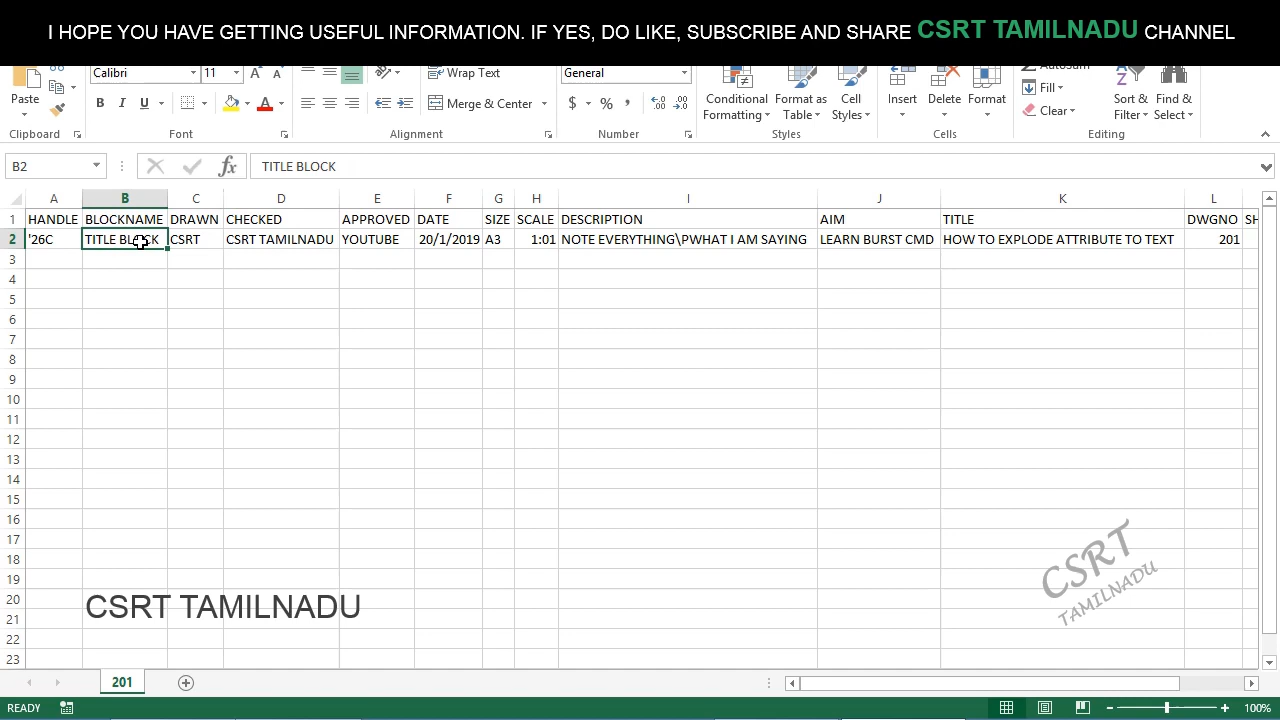 I HOPE YOU HAVE GETTING USEFUL INFORMATION. IF YES, DO LIKE, SUBSCRIBE AND SHARE CSRT TAMILNADU CHANNEL
Calibri 11 Wrap Text General AutoSum
Paste B I U Merge & Center $ % , Conditional Formatting Format as Table Cell Styles Insert Delete Format Fill Clear Sort & Filter Find & Select
Clipboard Font Alignment Number Styles Cells Editing
B2 fx TITLE BLOCK
A B C D E F G H I J K L
1 HANDLE BLOCKNAME DRAWN CHECKED APPROVED DATE SIZE SCALE DESCRIPTION AIM TITLE DWGNO SH
2 '26C TITLE BLOCK CSRT CSRT TAMILNADU YOUTUBE 20/1/2019 A3 1:01 NOTE EVERYTHING\PWHAT I AM SAYING LEARN BURST CMD HOW TO EXPLODE ATTRIBUTE TO TEXT 201
3
4
5
6
7
8
9
10
11
12
13
14
15
16
17
18
19
20
21
22
23
CSRT TAMILNADU
CSRT
TAMILNADU
201
READY 100%